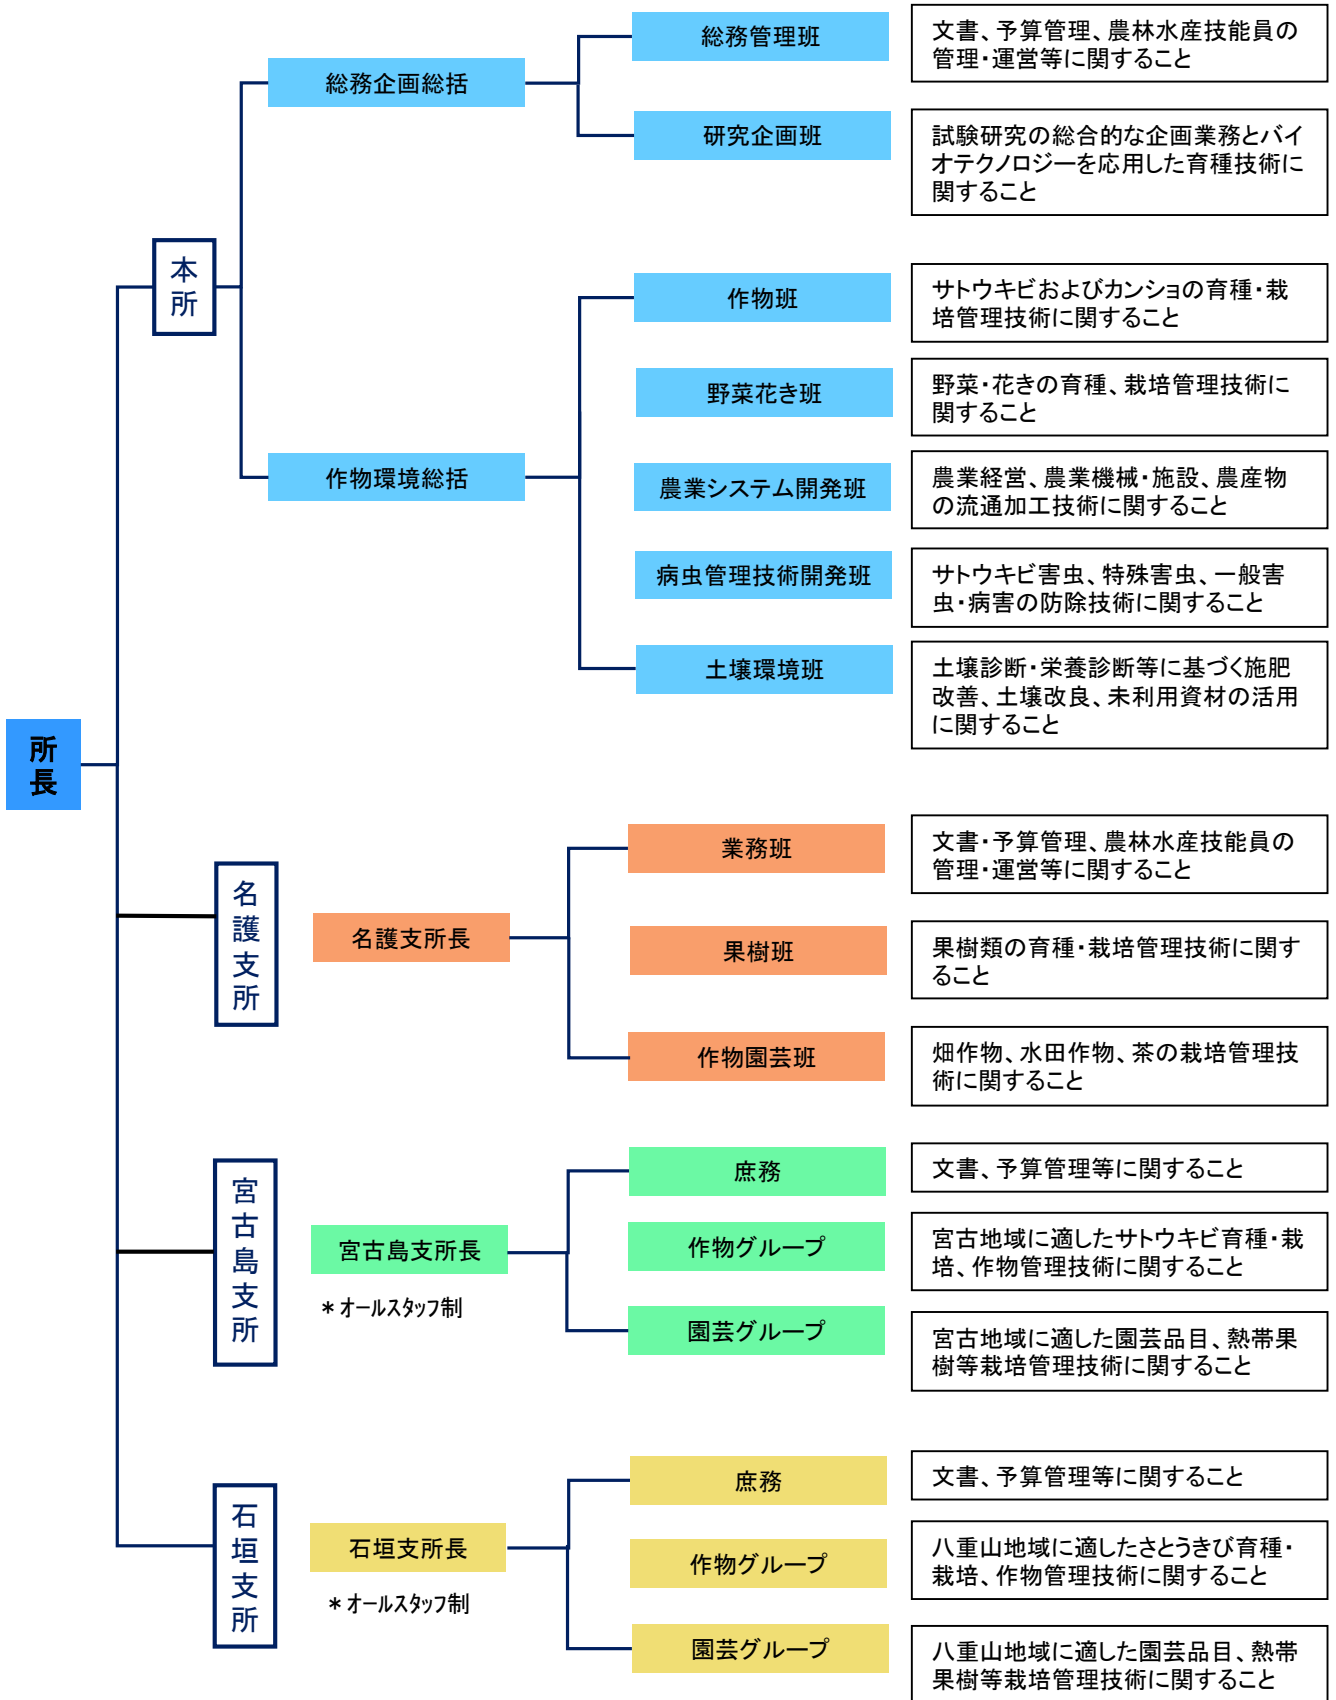 所
長
本
所
総務企画総括
総務管理班
文書、予算管理、農林水産技能員の
管理・運営等に関すること
研究企画班
試験研究の総合的な企画業務とバイ
オテクノロジーを応用した育種技術に
関すること
作物環境総括
作物班
サトウキビおよびカンショの育種・栽
培管理技術に関すること
野菜花き班
野菜・花きの育種、栽培管理技術に
関すること
農業システム開発班
農業経営、農業機械・施設、農産物
の流通加工技術に関すること
病虫管理技術開発班
サトウキビ害虫、特殊害虫、一般害
虫・病害の防除技術に関すること
土壌環境班
土壌診断・栄養診断等に基づく施肥
改善、土壌改良、未利用資材の活用
に関すること
名
護
支
所
名護支所長
業務班
文書・予算管理、農林水産技能員の
管理・運営等に関すること
果樹班
果樹類の育種・栽培管理技術に関す
ること
作物園芸班
畑作物、水田作物、茶の栽培管理技
術に関すること
宮
古
島
支
所
宮古島支所長
＊オールスタッフ制
庶務
文書、予算管理等に関すること
作物グループ
宮古地域に適したサトウキビ育種・栽
培、作物管理技術に関すること
園芸グループ
宮古地域に適した園芸品目、熱帯果
樹等栽培管理技術に関すること
石
垣
支
所
石垣支所長
＊オールスタッフ制
庶務
文書、予算管理等に関すること
作物グループ
八重山地域に適したさとうきび育種・
栽培、作物管理技術に関すること
園芸グループ
八重山地域に適した園芸品目、熱帯
果樹等栽培管理技術に関すること